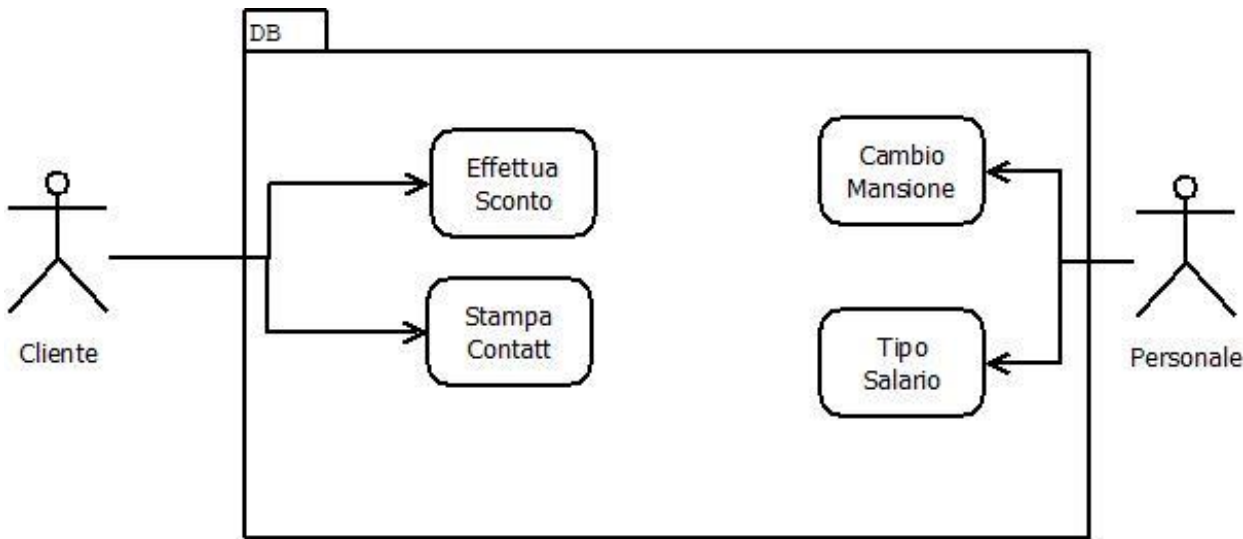 DB
Effettua
Sconto
Stampa
Contatt
Cliente
Cambio
Mansione
Tipo
Salario
Personale